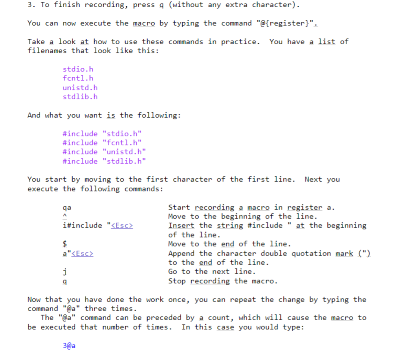 3. To finish recording, press q (without any extra character).
You can now execute the macro by typing the command "@{register}".
Take a look at how to use these commands in practice.  You have a list of
filenames that look like this:
stdio.h
fcntl.h
unistd.h
stdlib.h
And what you want is the following:
#include "stdio.h"
#include "fcntl.h"
#include "unistd.h"
#include "stdlib.h"
You start by moving to the first character of the first line.  Next you
execute the following commands:
qa Start recording a macro in register a.
^ Move to the beginning of the line.
i#include "<Esc> Insert the string #include " at the beginning
of the line.
$ Move to the end of the line.
a"<Esc> Append the character double quotation mark (")
to the end of the line.
j Go to the next line.
q Stop recording the macro.
Now that you have done the work once, you can repeat the change by typing the
command "@a" three times.
The "@a" command can be preceded by a count, which will cause the macro to
be executed that number of times.  In this case you would type:
3@a